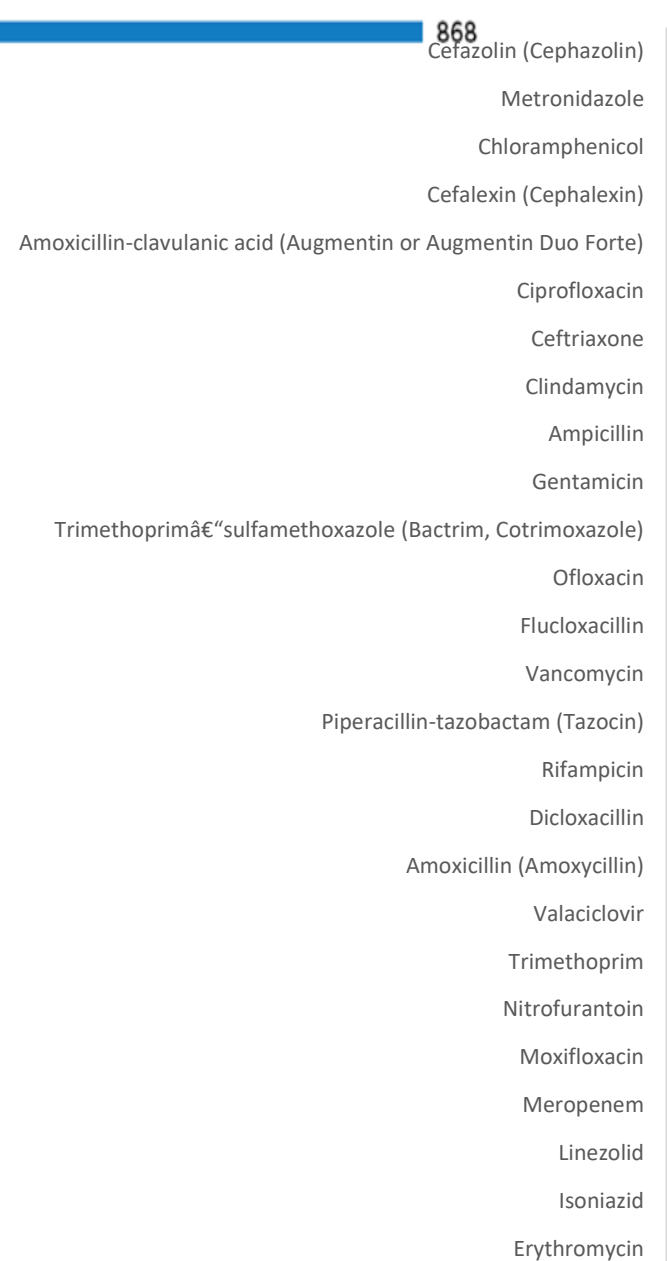 868
Cefazolin (Cephazolin)
Metronidazole
Chloramphenicol
Cefalexin (Cephalexin)
Amoxicillin-clavulanic acid (Augmentin or Augmentin Duo Forte)
Ciprofloxacin
Ceftriaxone
Clindamycin
Ampicillin
Gentamicin
Trimethoprimâ€“sulfamethoxazole (Bactrim, Cotrimoxazole)
Ofloxacin
Flucloxacillin
Vancomycin
Piperacillin-tazobactam (Tazocin)
Rifampicin
Dicloxacillin
Amoxicillin (Amoxycillin)
Valaciclovir
Trimethoprim
Nitrofurantoin
Moxifloxacin
Meropenem
Linezolid
Isoniazid
Erythromycin